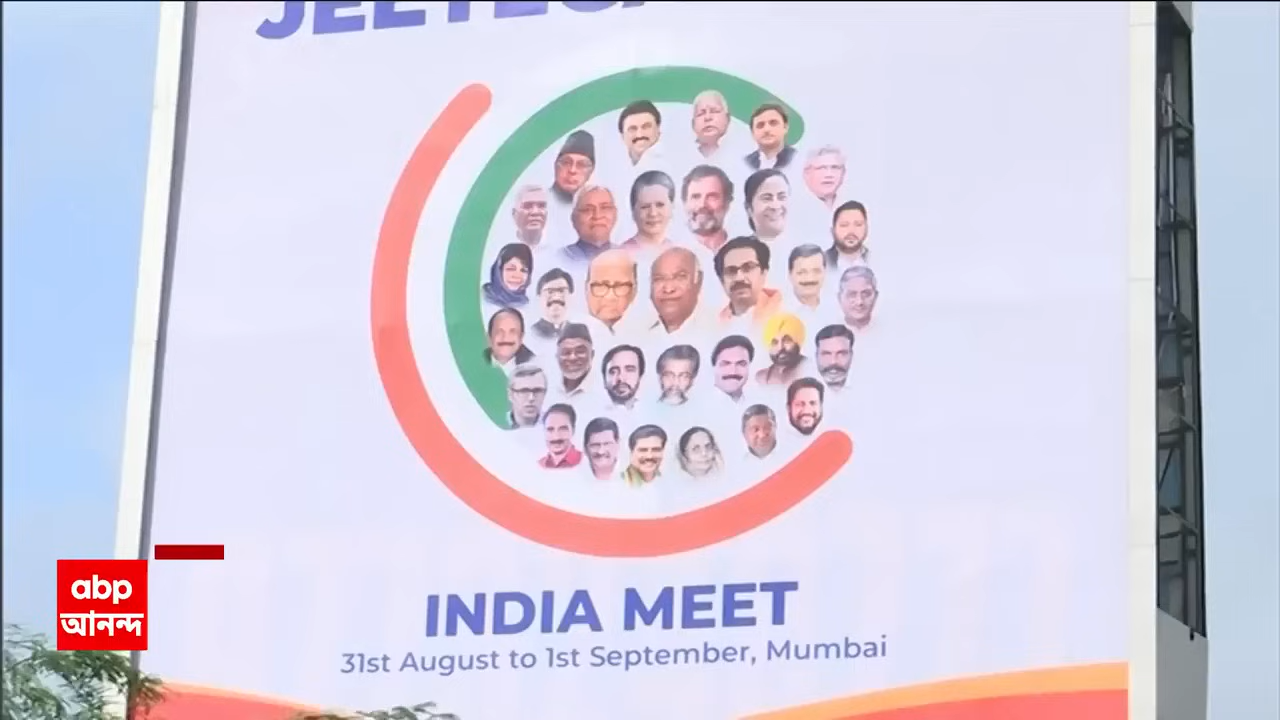 INDIA MEET
31st August to 1st September, Mumbai
abp
আনন্দ